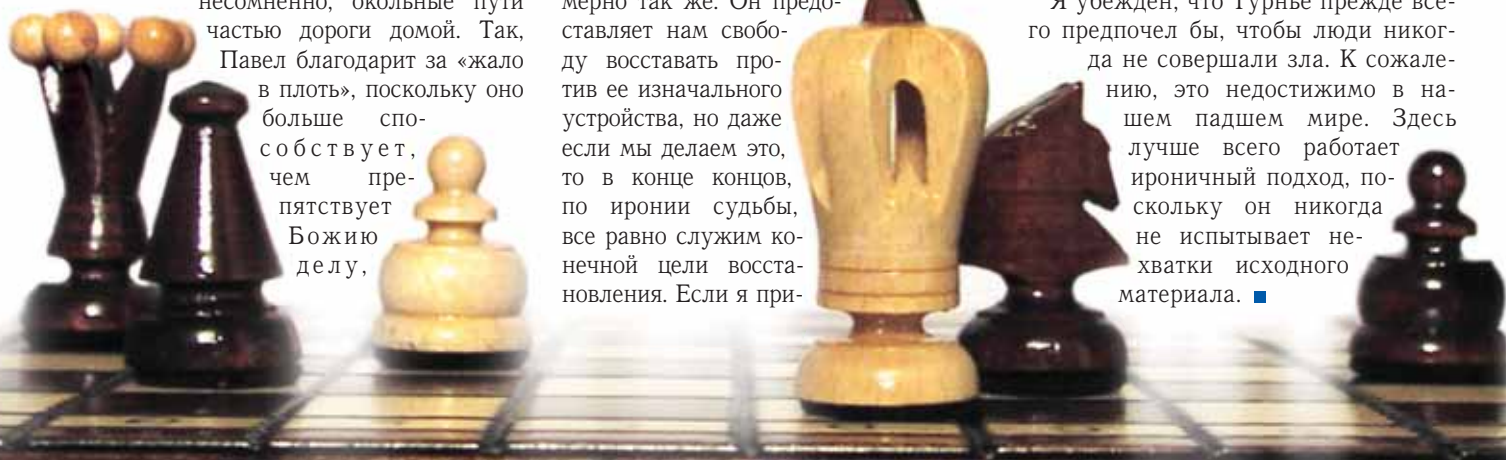 несомненно, окольные пути
частью дороги домой. Так,
Павел благодарит за «жало
в плоть», поскольку оно
больше спо-
собствует,
чем пре-
пятствует
Божию
делу,
мерно так же. Он предо-
ставляет нам свобо-
ду восставать про-
тив ее изначального
устройства, но даже
если мы делаем это,
то в конце концов,
по иронии судьбы,
все равно служим ко-
нечной цели восста-
новления. Если я при-
Я убежден, что Турнье прежде все-
го предпочел бы, чтобы люди никог-
да не совершали зла. К сожале-
нию, это недостижимо в на-
шем падшем мире. Здесь
лучше всего работает
ироничный подход, по-
скольку он никогда
не испытывает не-
хватки исходного
материала.